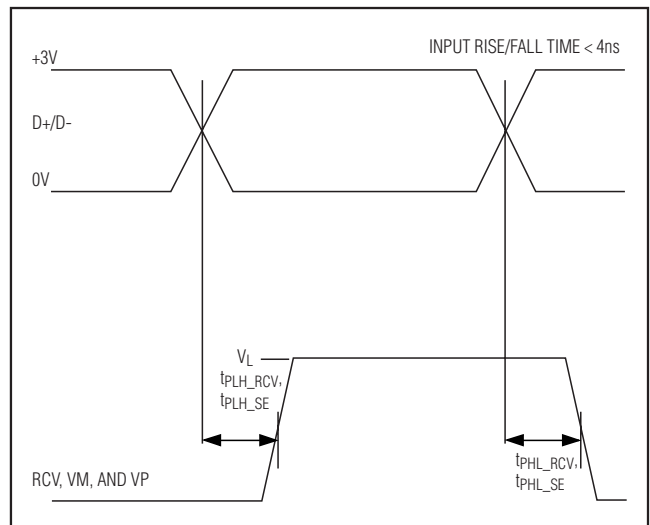 INPUT RISE/FALL TIME < 4ns
+3V
D+/D-
0V
VL
tPLH_RCV,
tPLH_SE
tPHL_RCV,
tPHL_SE
RCV, VM, AND VP